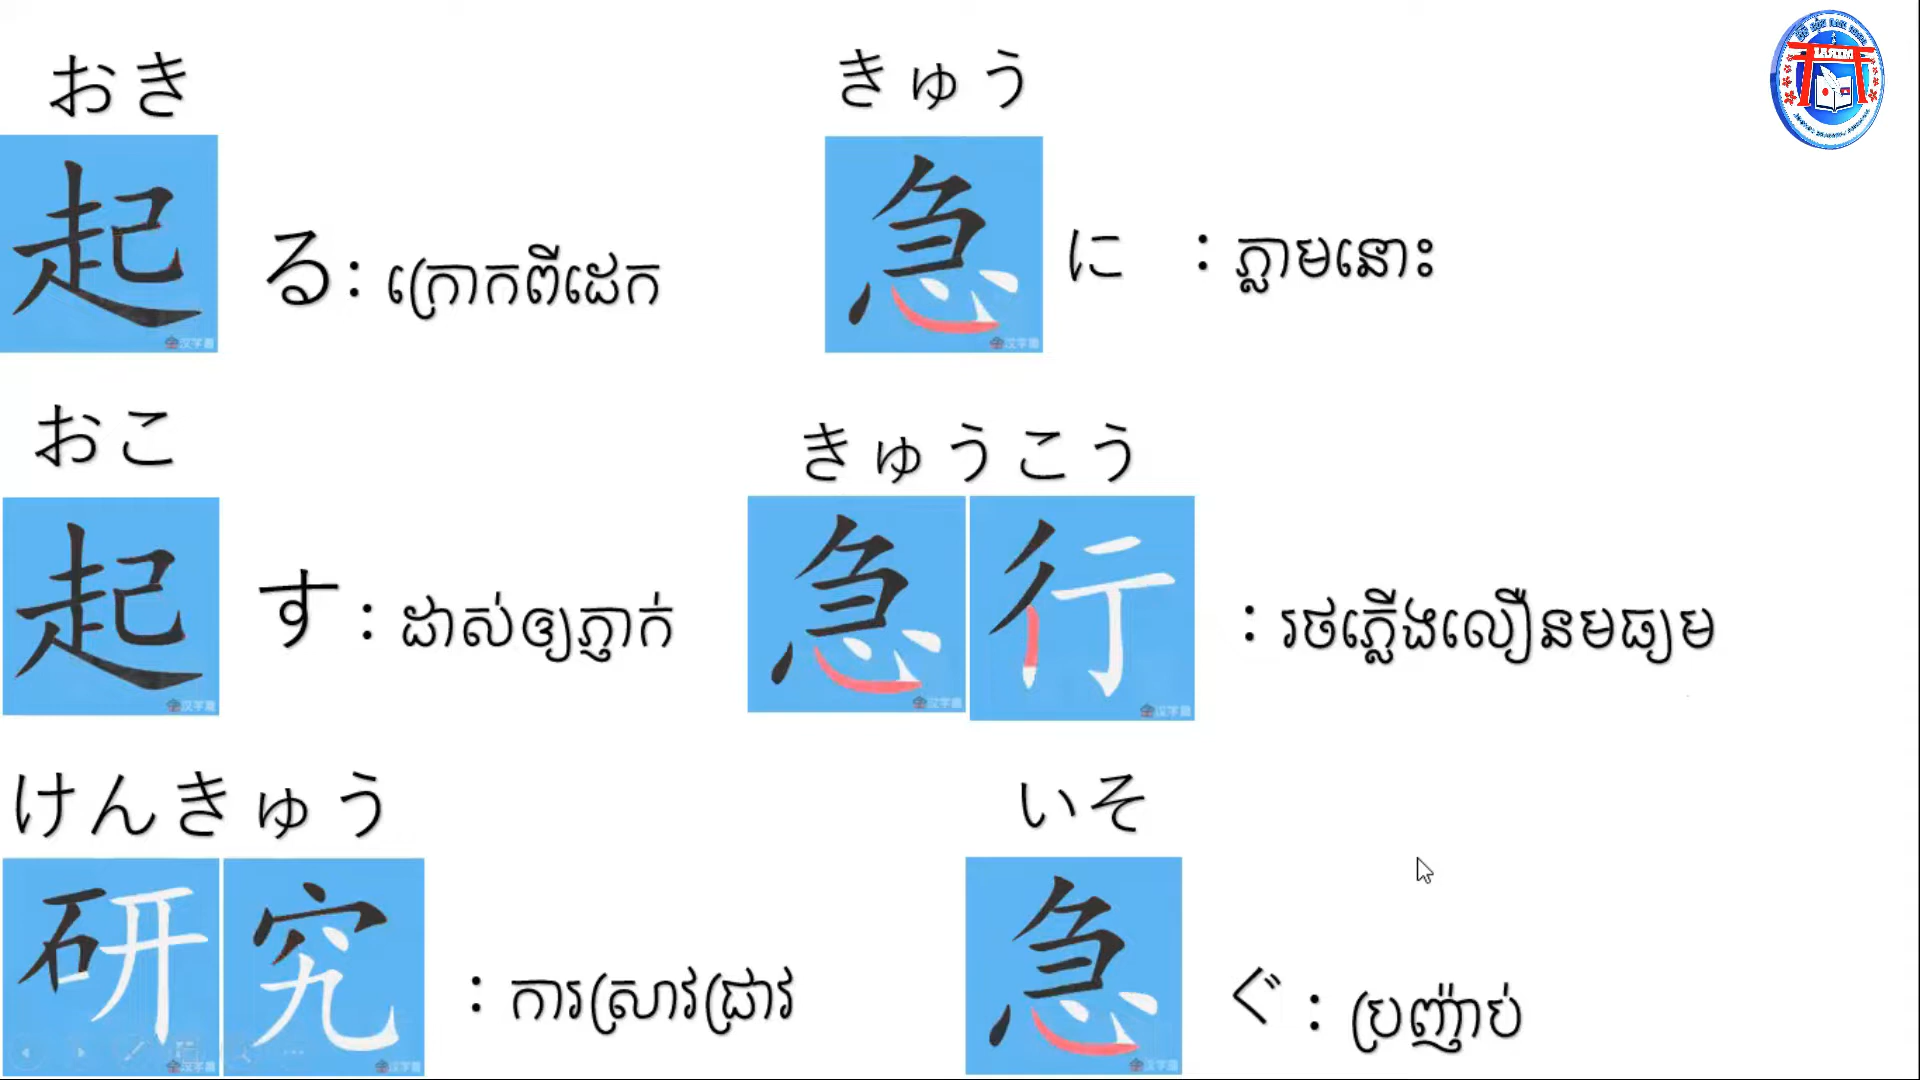 おき
起る: ក្រោកពីដេក
きゅう
急に : ភ្លាមនោះ
おこ
起す : ដាស់ឲ្យភ្ញាក់
きゅうこう
急行 : រថភ្លើងលឿនមធ្យម
けんきゅう
研究 : ការស្រាវជ្រាវ
いそ
急ぐ : ប្រញ៉ាប់